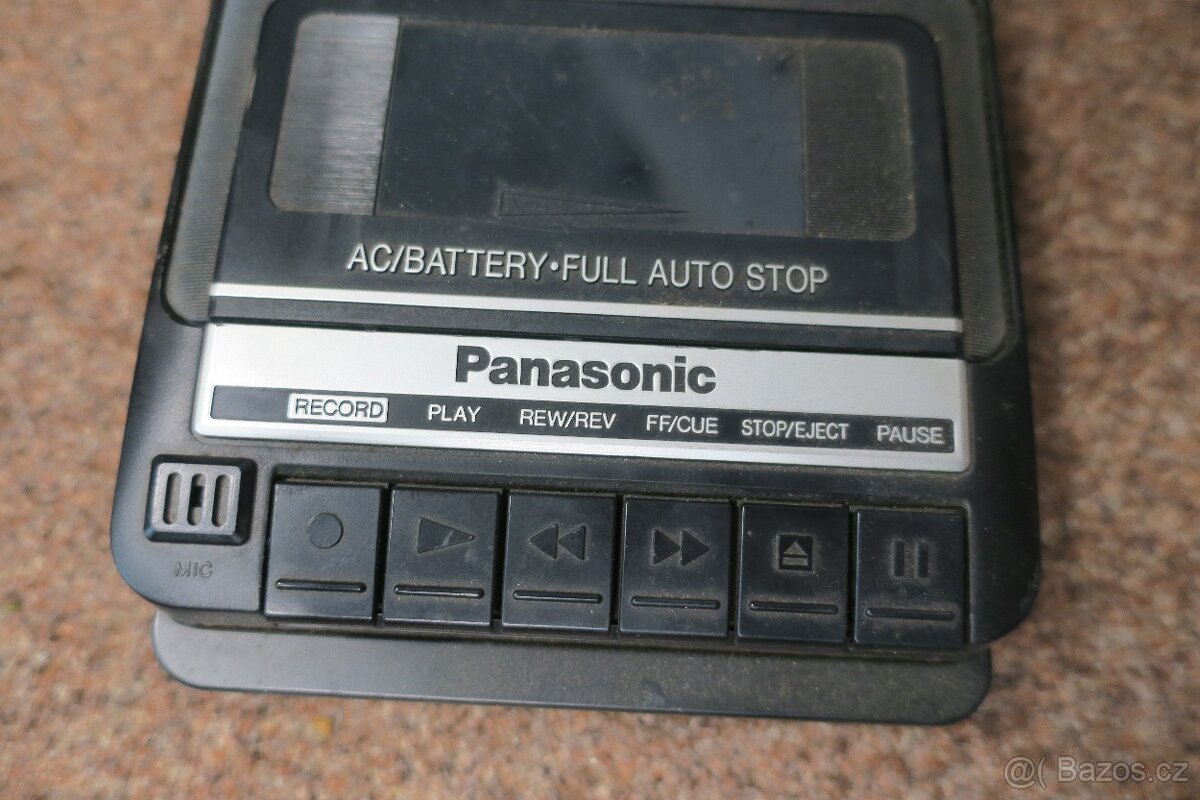 AC/BATTERY•FULL AUTO STOP
Panasonic
RECORD PLAY REW/REV FF/CUE STOP/EJECT PAUSE
MIC
@( Bazos.cz